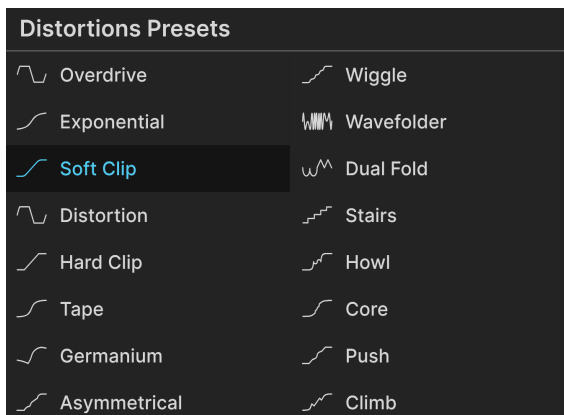 Distortions Presets
Overdrive
Exponential
Soft Clip
Distortion
Hard Clip
Tape
Germanium
Asymmetrical
Wiggle
Wavefolder
Dual Fold
Stairs
Howl
Core
Push
Climb